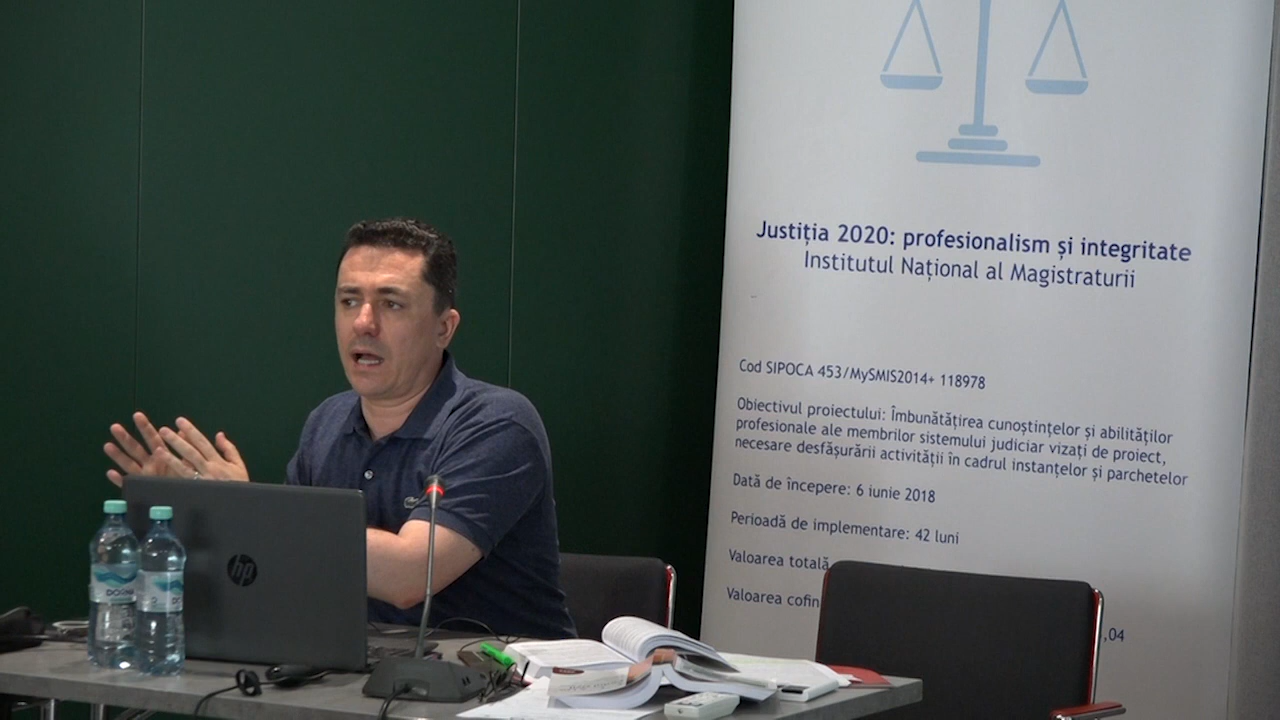 Justiția 2020: profesionalism și integritate
Institutul Național al Magistraturii
Cod SIPOCA 453/MySMIS2014+ 118978
Obiectivul proiectului: Îmbunătățirea cunoștințelor și abilităților
profesionale ale membrilor sistemului judiciar vizați de proiect,
necesare desfășurării activității în cadrul instanțelor și parchetelor
Dată de începere: 6 iunie 2018
Perioadă de implementare: 42 luni
Valoarea totală
Valoarea cofin
,04
hp
DORNA